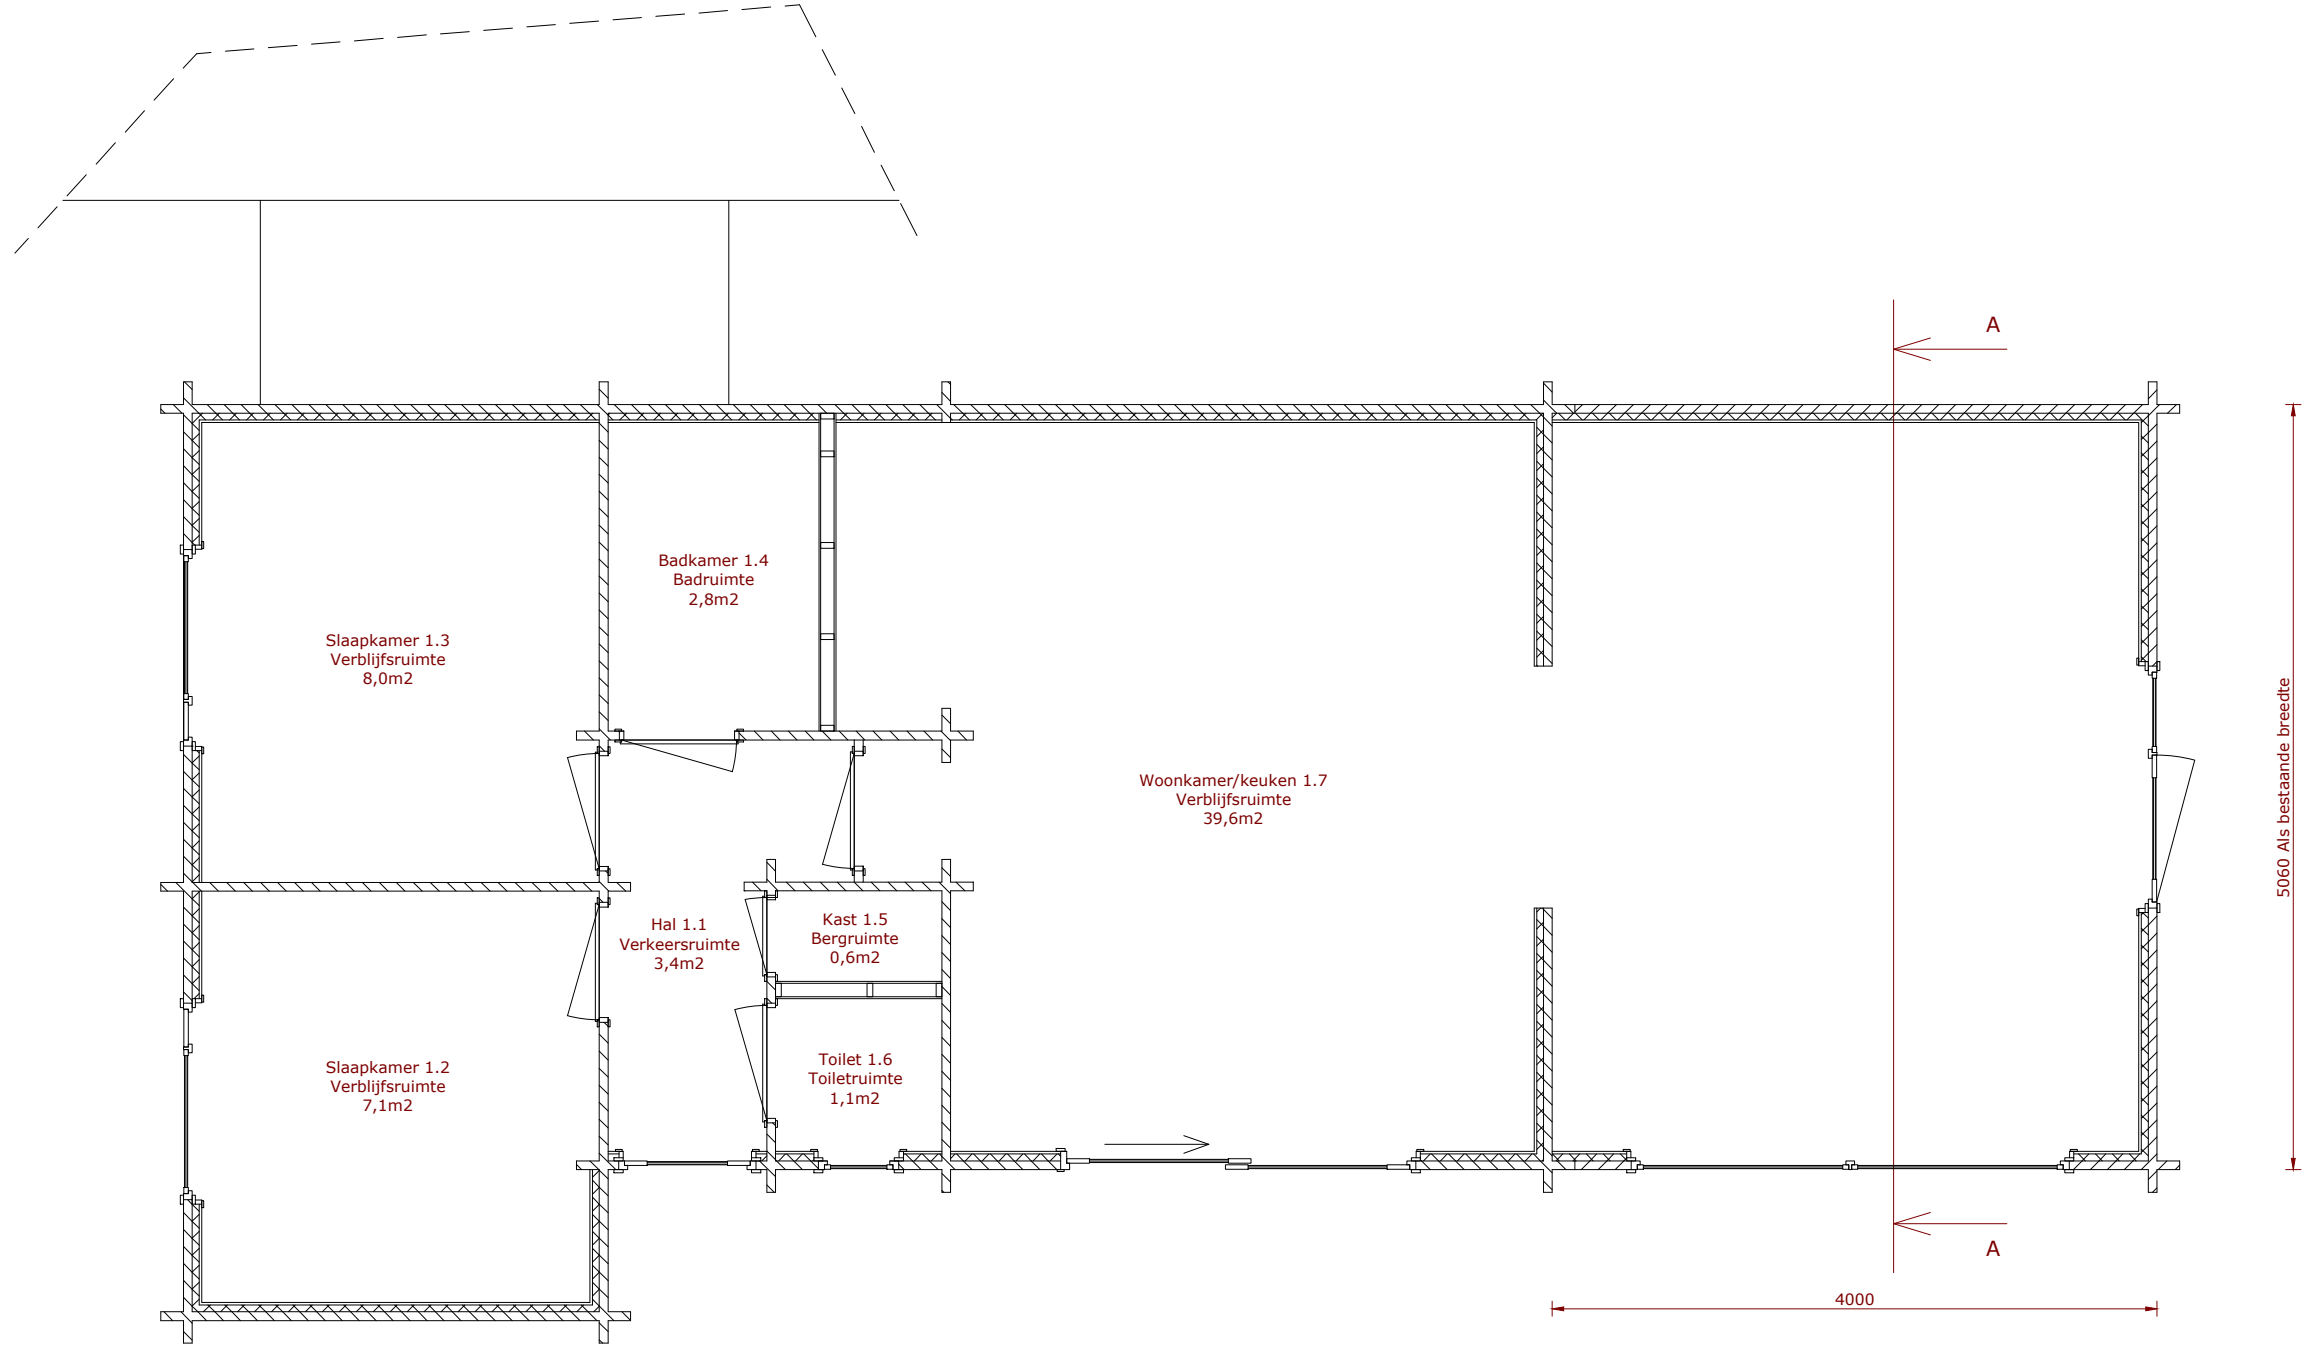 A
Badkamer 1.4
Badruimte
2,8m2
Slaapkamer 1.3
Verblijfsruimte
8,0m2
Woonkamer/keuken 1.7
Verblijfsruimte
39,6m2
5060 Als bestaande breedte
Hal 1.1
Verkeersruimte
3,4m2
Kast 1.5
Bergruimte
0,6m2
Slaapkamer 1.2
Verblijfsruimte
7,1m2
Toilet 1.6
Toiletruimte
1,1m2
A
4000